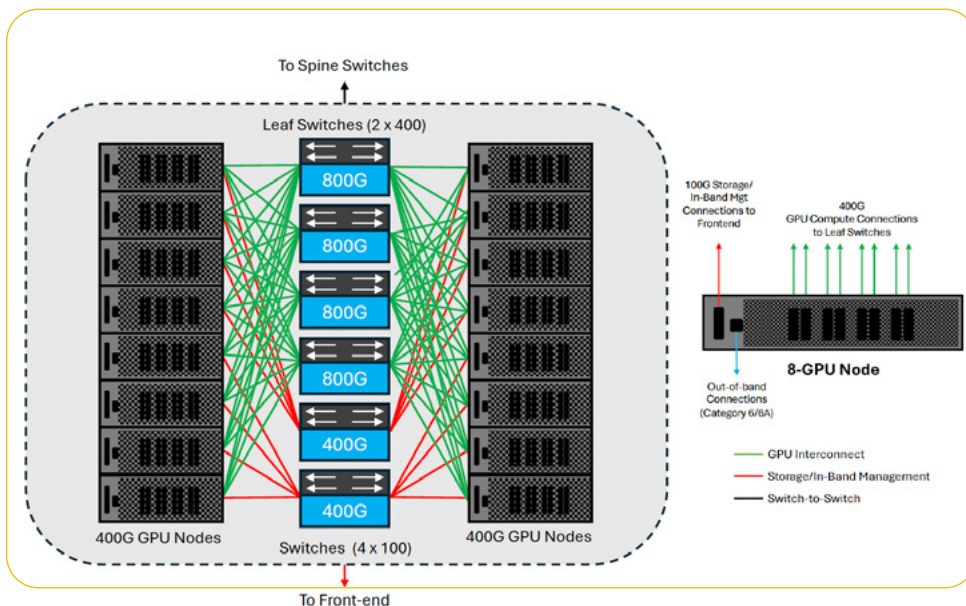 To Spine Switches
Leaf Switches (2 x 400)
800G
800G
800G
800G
400G
400G
400G GPU Nodes
Switches (4 x 100)
400G GPU Nodes
To Front-end
100G Storage/
In-Band Mgt
Connections to
Frontend
400G
GPU Compute Connections
to Leaf Switches
8-GPU Node
Out-of-band
Connections
(Category 6/6A)
GPU Interconnect
Storage/In-Band Management
Switch-to-Switch